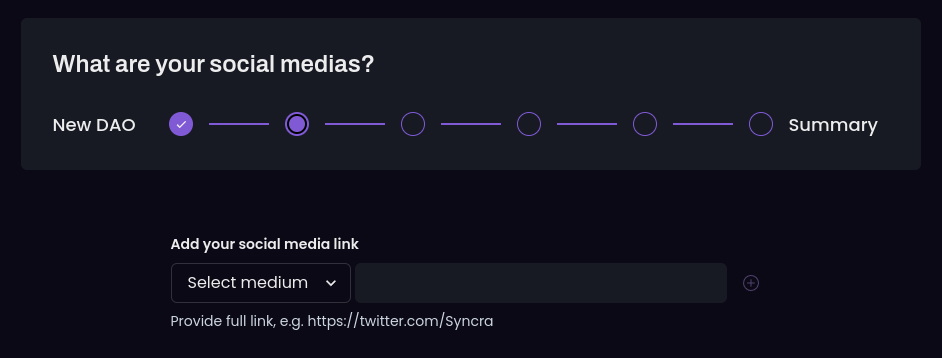 What are your social medias?
New DAO Summary
Add your social media link
Select medium
Provide full link, e.g. https://twitter.com/Syncra